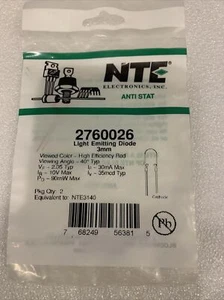 NTE
ELECTRONICS, INC.
ANTI STAT
2760026
Light Emitting Diode
3mm
Viewed Color - High Efficiency Red
Viewing Angle - 40° Typ
VF - 2.05 Typ IF - 30mA Max
VR - 10V Max IV - 35mcd Typ
PD - 90mW Max
Cathode
Pkg Qty: 2
Equivalent to: NTE3140
Pb
7 68249 56381 5